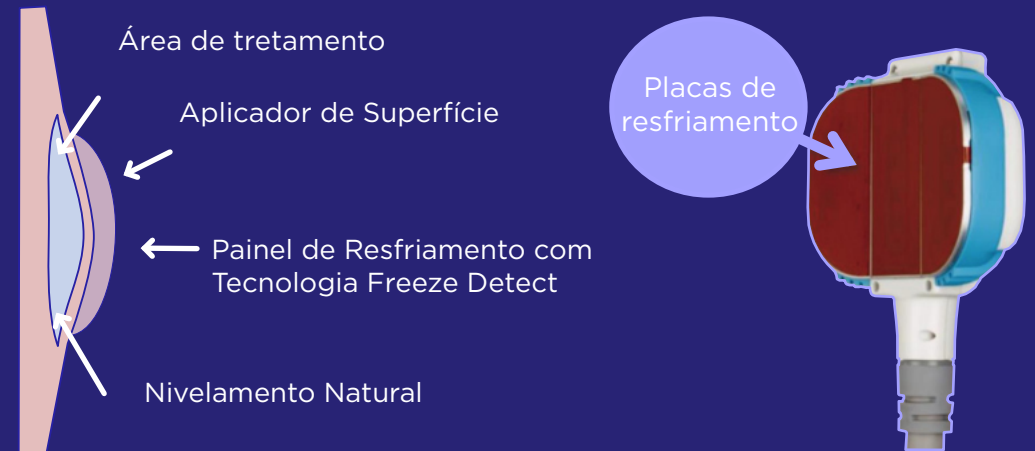 Área de tretamento
Aplicador de Superfície
Painel de Resfriamento com
Tecnologia Freeze Detect
Nivelamento Natural
Placas de
resfriamento